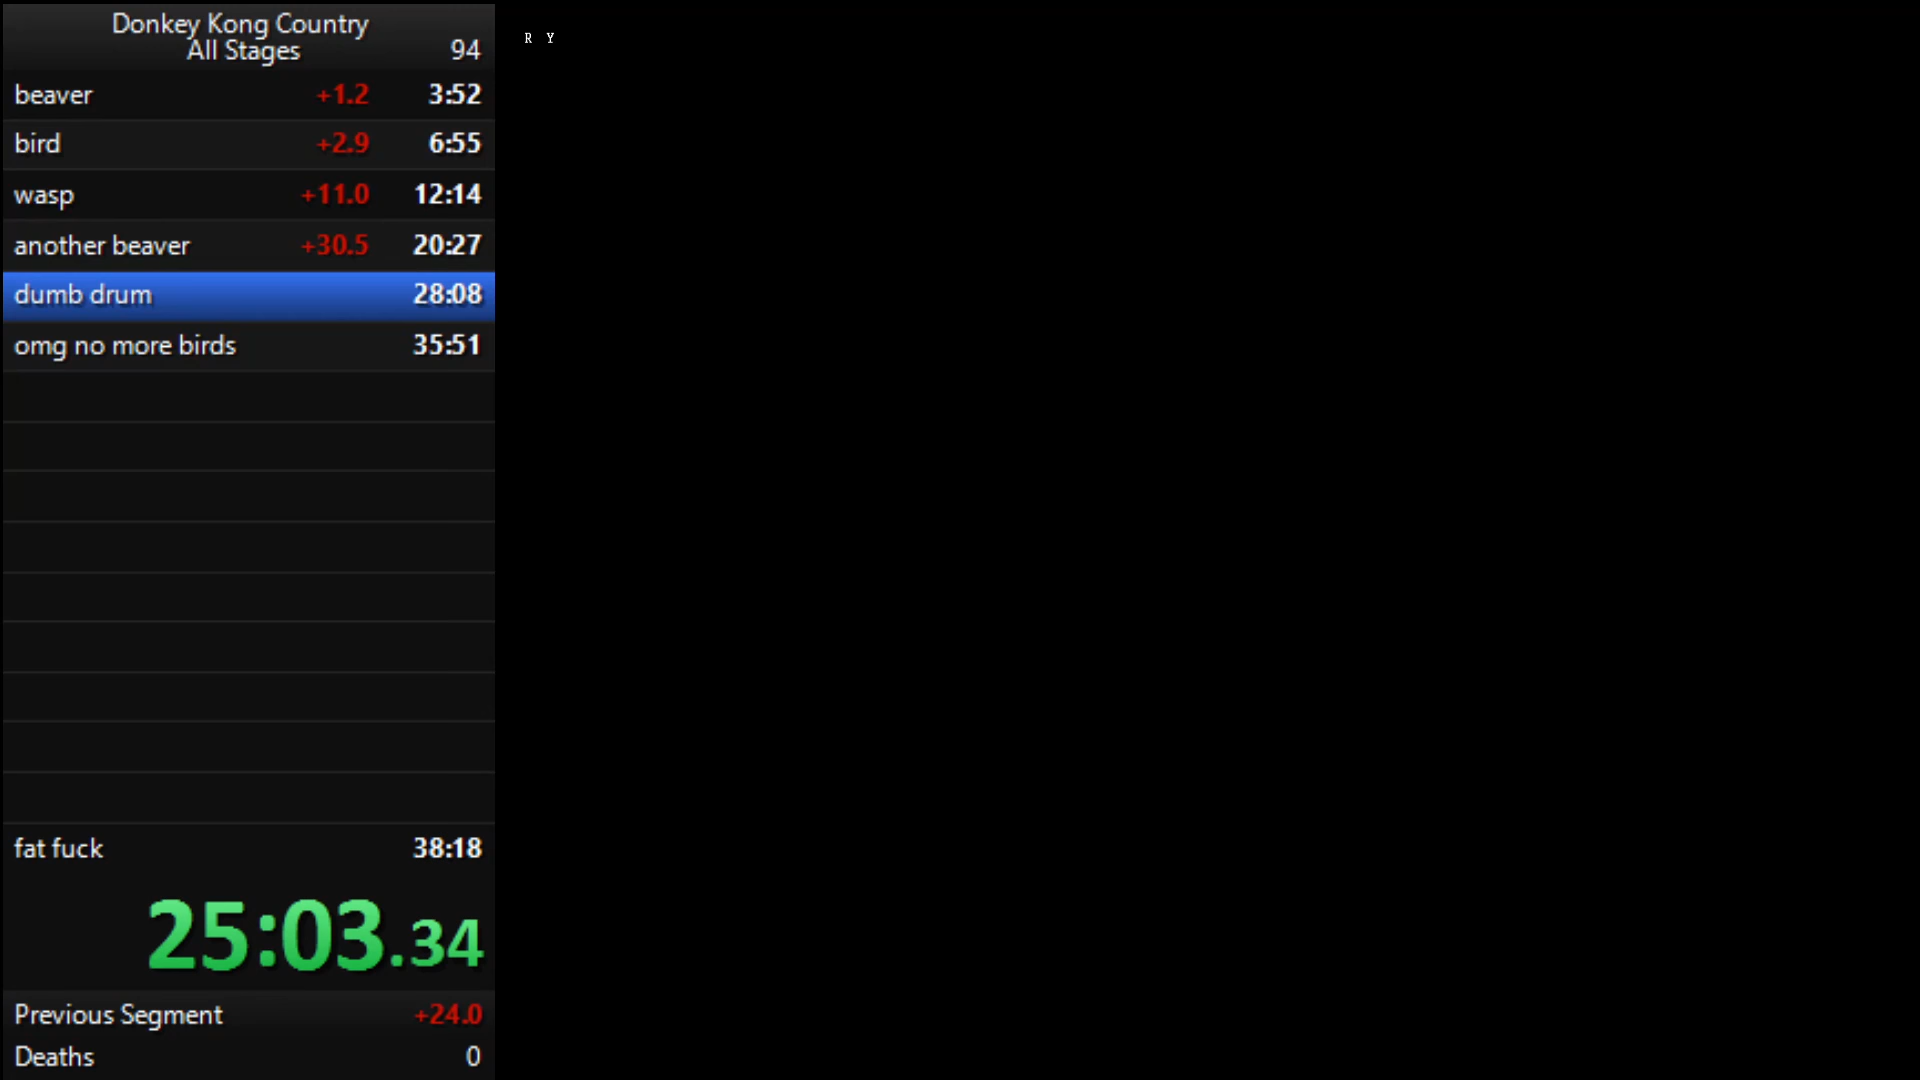 Donkey Kong Country
All Stages 94
R Y
beaver +1.2 3:52
bird +2.9 6:55
wasp +11.0 12:14
another beaver +30.5 20:27
dumb drum 28:08
omg no more birds 35:51
fat fuck 38:18
25:03.34
Previous Segment +24.0
Deaths 0